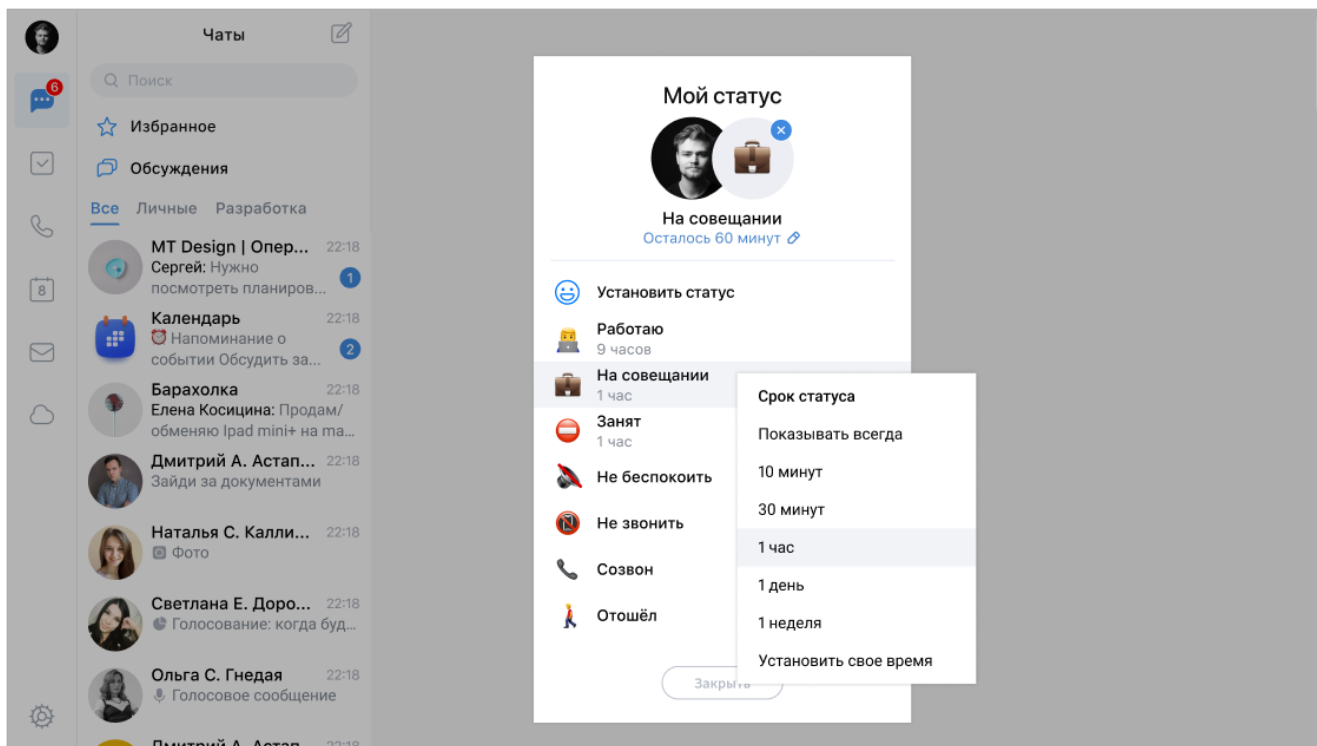 Чаты
6
Поиск
Избранное
Обсуждения
Все Личные Разработка
MT Design | Опер... 22:18
Сергей: Нужно
посмотреть планиров... 1
Календарь 22:18
Напоминание о
событии Обсудить за... 2
Барахолка 22:18
Елена Косицина: Продам/
обменяю Ipad mini+ на ma...
Дмитрий А. Астап... 22:18
Зайди за документами
Наталья С. Калли... 22:18
Фото
Светлана Е. Доро... 22:18
Голосование: когда буд...
Ольга С. Гнедая 22:18
Голосовое сообщение
Дмитрий А. Астап... 22:18
8
Мой статус
На совещании
Осталось 60 минут
Установить статус
Работаю
9 часов
На совещании
1 час
Занят
1 час
Не беспокоить
Не звонить
Созвон
Отошёл
Закрыть
Срок статуса
Показывать всегда
10 минут
30 минут
1 час
1 день
1 неделя
Установить свое время